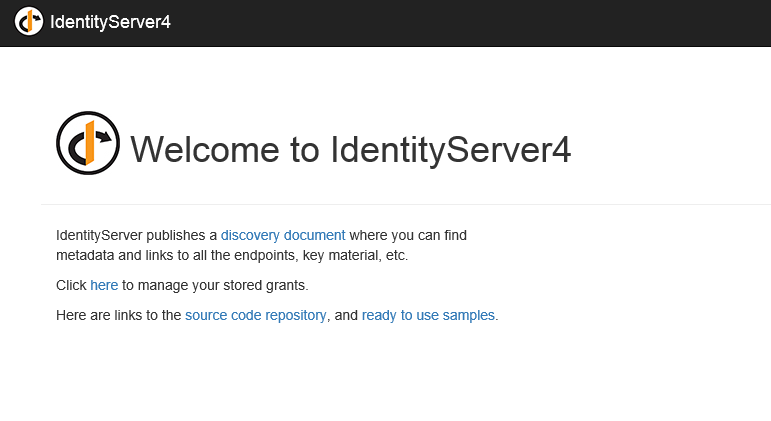 IdentityServer4
Welcome to IdentityServer4
IdentityServer publishes a discovery document where you can find
metadata and links to all the endpoints, key material, etc.
Click here to manage your stored grants.
Here are links to the source code repository, and ready to use samples.